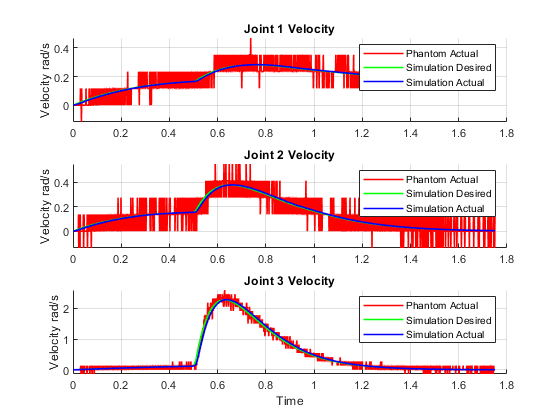 Joint 1 Velocity
Velocity rad/s
0.4
0.2
0
Phantom Actual
Simulation Desired
Simulation Actual
0 0.2 0.4 0.6 0.8 1 1.2 1.4 1.6 1.8
Joint 2 Velocity
Velocity rad/s
0.4
0.2
0
Phantom Actual
Simulation Desired
Simulation Actual
0 0.2 0.4 0.6 0.8 1 1.2 1.4 1.6 1.8
Joint 3 Velocity
Velocity rad/s
2
1
0
Phantom Actual
Simulation Desired
Simulation Actual
0 0.2 0.4 0.6 0.8 1 1.2 1.4 1.6 1.8
Time